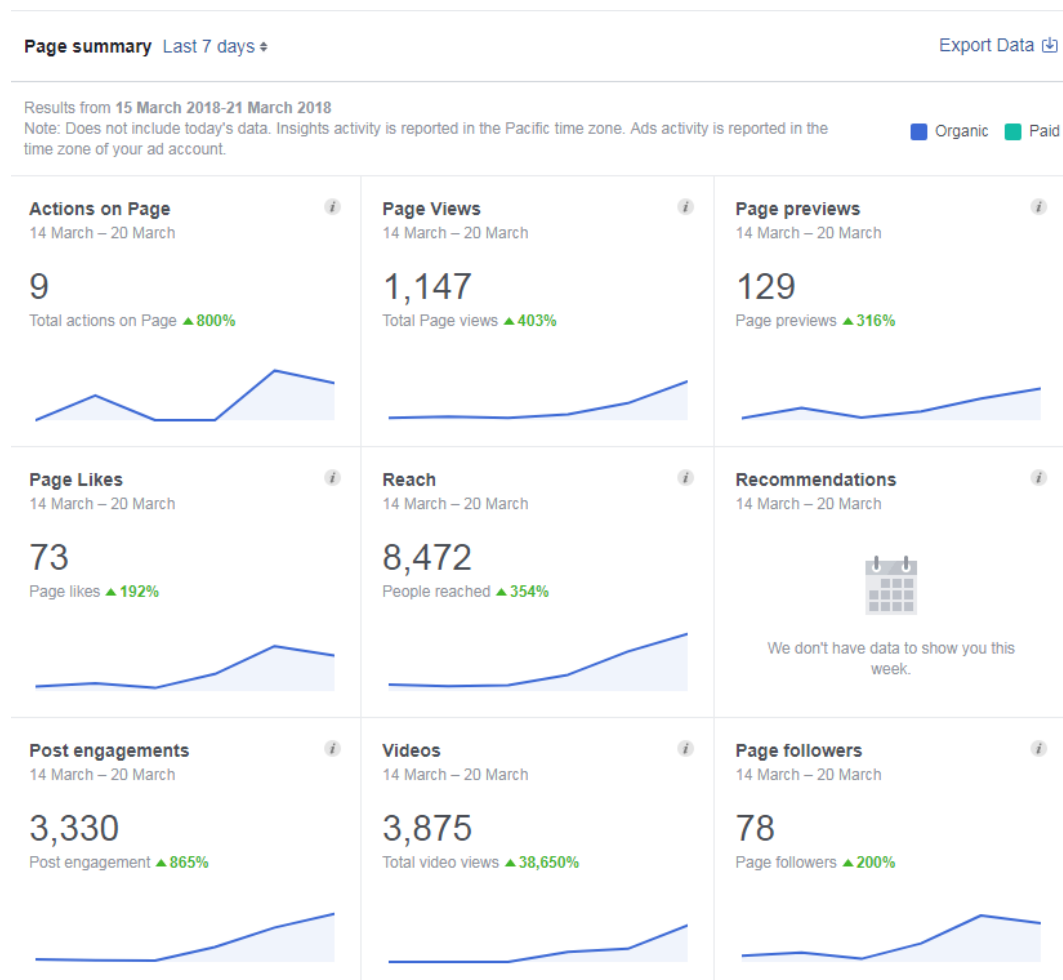 Page summary Last 7 days
Export Data
Results from 15 March 2018-21 March 2018
Note: Does not include today's data. Insights activity is reported in the Pacific time zone. Ads activity is reported in the
time zone of your ad account.
Organic Paid
Actions on Page
14 March – 20 March
9
Total actions on Page ▲800%
Page Views
14 March – 20 March
1,147
Total Page views ▲403%
Page previews
14 March – 20 March
129
Page previews ▲316%
Page Likes
14 March – 20 March
73
Page likes ▲192%
Reach
14 March – 20 March
8,472
People reached ▲354%
Recommendations
14 March – 20 March
We don't have data to show you this
week.
Post engagements
14 March – 20 March
3,330
Post engagement ▲865%
Videos
14 March – 20 March
3,875
Total video views ▲38,650%
Page followers
14 March – 20 March
78
Page followers ▲200%